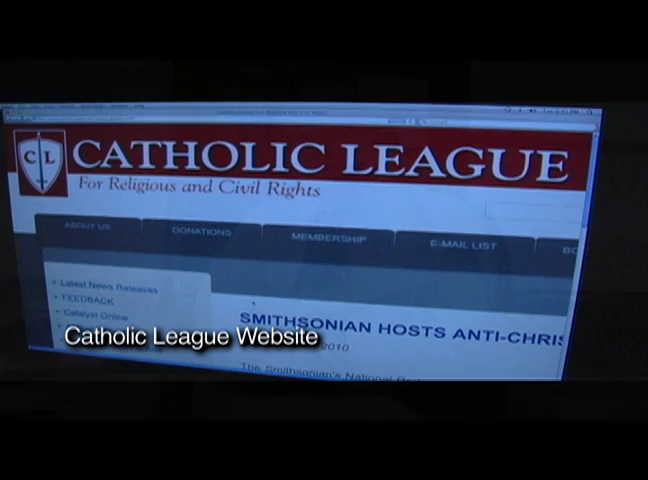 CL
CATHOLIC LEAGUE
For Religious and Civil Rights
ABOUT US
DONATIONS
MEMBERSHIP
E-MAIL LIST
Latest News Releases
FEEDBACK
Catalyst Online
SMITHSONIAN HOSTS ANTI-CHRIS
2010
The Smithsonian's National
Catholic League Website